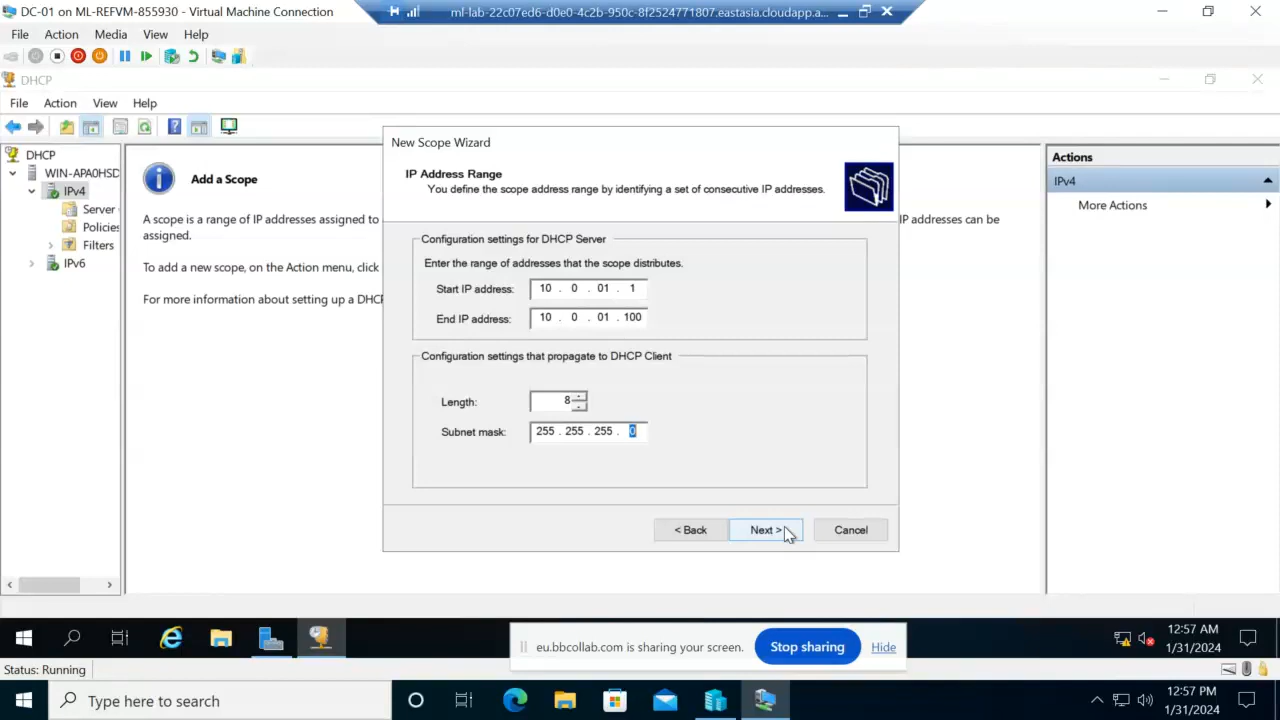 DC-01 on ML-REFVM-855930 - Virtual Machine Connection
ml-lab-22c07ed6-d0e0-4c2b-950c-8f2524771807.eastasia.cloudapp.a...
File Action Media View Help
DHCP
File Action View Help
DHCP
WIN-APA0HSD
IPv4
Server
Policies
Filters
IPv6
Add a Scope
A scope is a range of IP addresses assigned to
IP addresses can be
assigned.
To add a new scope, on the Action menu, click
For more information about setting up a DHC
New Scope Wizard
IP Address Range
You define the scope address range by identifying a set of consecutive IP addresses.
Configuration settings for DHCP Server
Enter the range of addresses that the scope distributes.
Start IP address: 10 . 0 . 01 . 1
End IP address: 10 . 0 . 01 . 100
Configuration settings that propagate to DHCP Client
Length: 8
Subnet mask: 255 . 255 . 255 . 0
< Back Next > Cancel
Actions
IPv4
More Actions
eu.bbcollab.com is sharing your screen.
Stop sharing
Hide
12:57 AM
1/31/2024
Status: Running
Type here to search
12:57 PM
1/31/2024